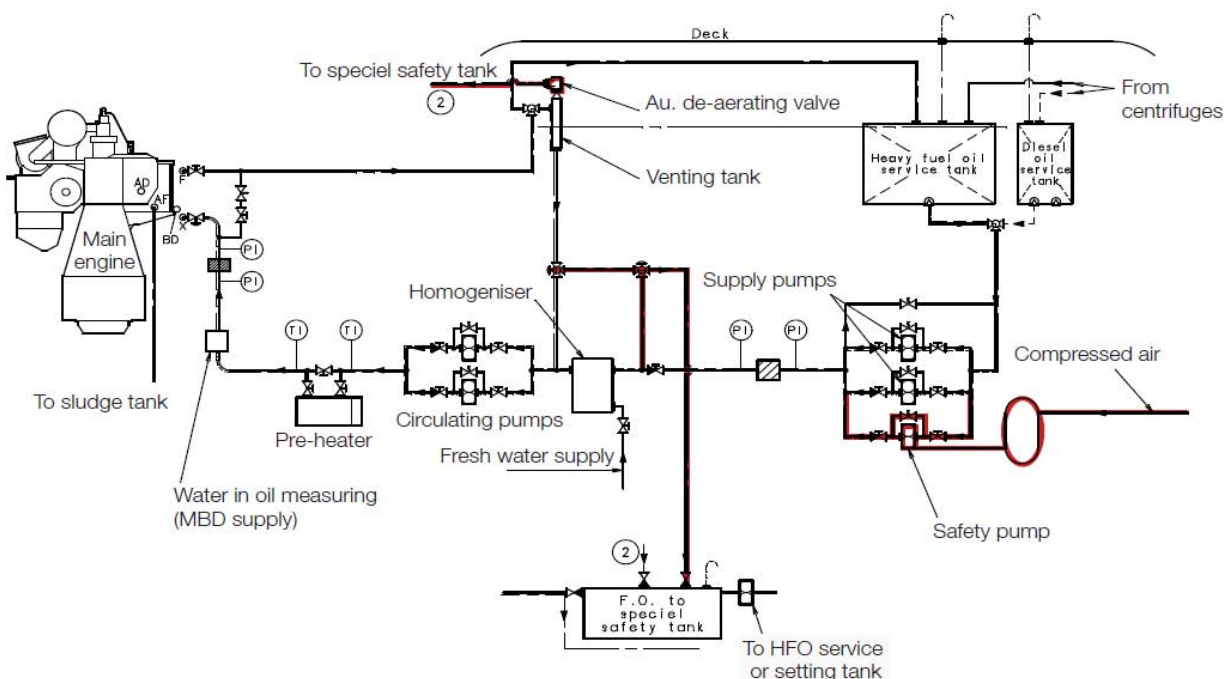 Deck
To speciel safety tank
2
Au. de-aerating valve
From
centrifuges
Venting tank
Heavy fuel oil
service tank
Diesel
oil
service
tank
AD
AF
F
X
BD
Main
engine
PI
PI
Homogeniser
Supply pumps
TI
TI
PI
PI
Compressed air
To sludge tank
Pre-heater
Circulating pumps
Fresh water supply
Water in oil measuring
(MBD supply)
Safety pump
2
F.O. to
speciel
safety tank
To HFO service
or setting tank